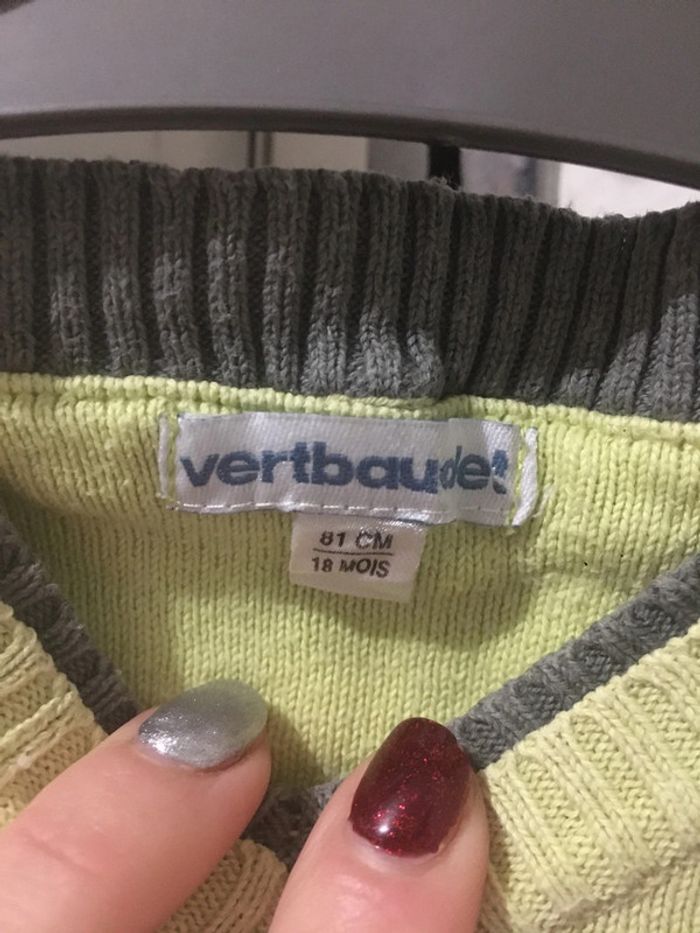 vertbaudet
81 CM
18 MOIS